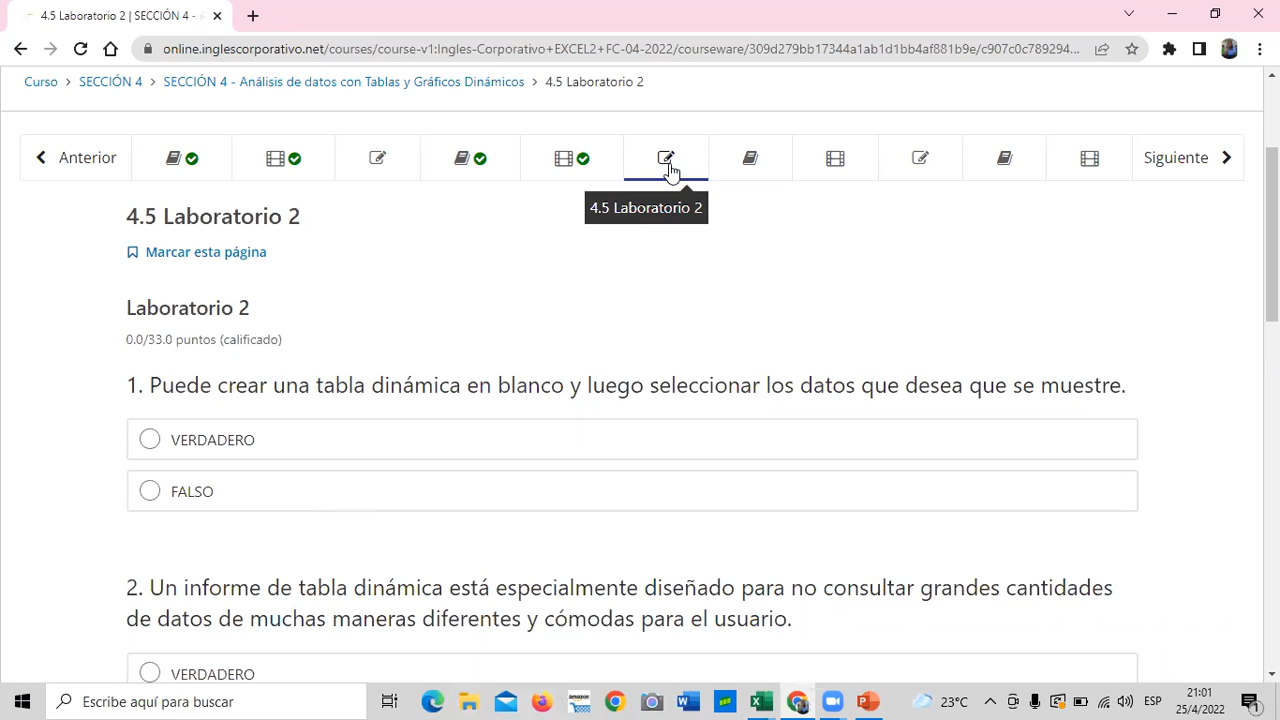 4.5 Laboratorio 2 | SECCIÓN 4 -
online.inglescorporativo.net/courses/course-v1:Ingles-Corporativo+EXCEL2+FC-04-2022/courseware/309d279bb17344a1ab1d1bb4af881b9e/c907c0c789294...
Curso > SECCIÓN 4 > SECCIÓN 4 - Análisis de datos con Tablas y Gráficos Dinámicos > 4.5 Laboratorio 2
Anterior
Siguiente
4.5 Laboratorio 2
4.5 Laboratorio 2
Marcar esta página
Laboratorio 2
0.0/33.0 puntos (calificado)
1. Puede crear una tabla dinámica en blanco y luego seleccionar los datos que desea que se muestre.
VERDADERO
FALSO
2. Un informe de tabla dinámica está especialmente diseñado para no consultar grandes cantidades
de datos de muchas maneras diferentes y cómodas para el usuario.
VERDADERO
Escribe aquí para buscar
23°C
ESP
21:01
25/4/2022